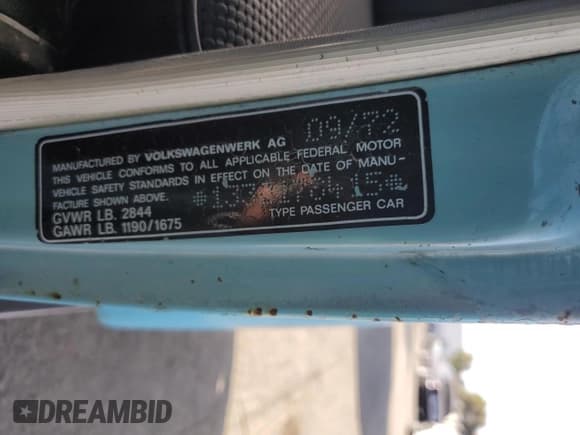 09/72
MANUFACTURED BY VOLKSWAGENWERK AG
THIS VEHICLE CONFORMS TO ALL APPLICABLE FEDERAL MOTOR
VEHICLE SAFETY STANDARDS IN EFFECT ON THE DATE OF MANU-
FACTURE SHOWN ABOVE.
GVWR LB. 2844
GAWR LB. 1190/1675
TYPE PASSENGER CAR
DREAMBID